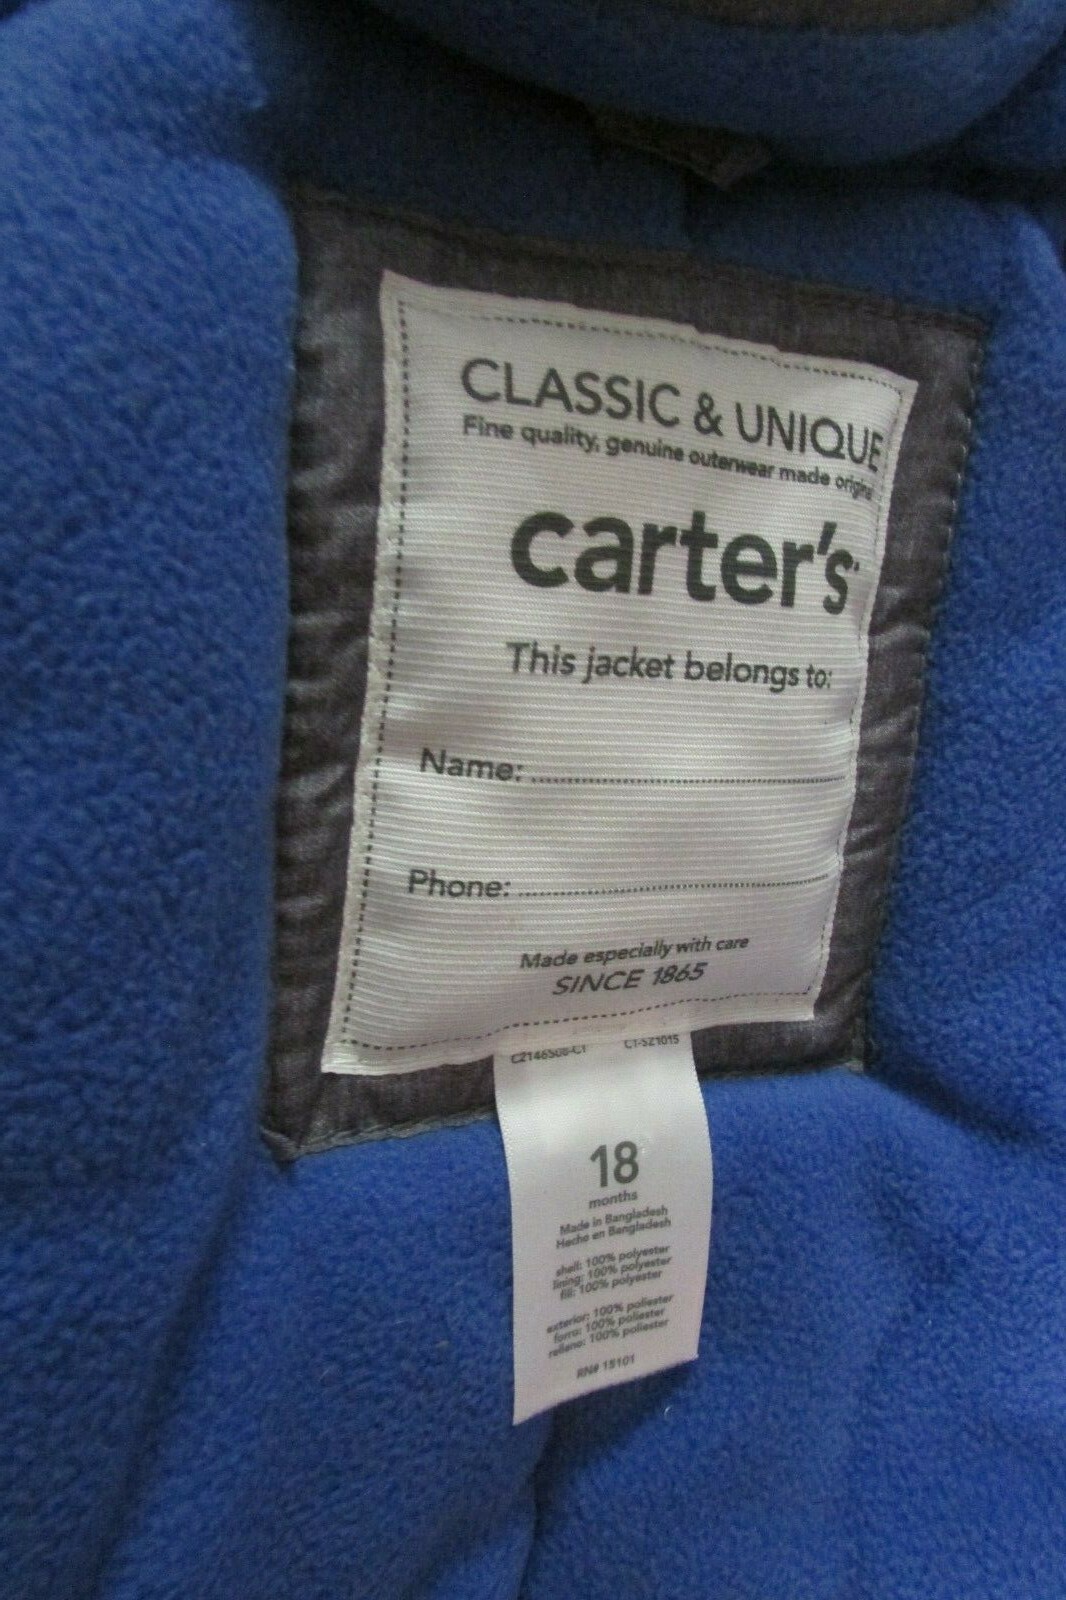 CLASSIC & UNIQUE
Fine quality, genuine outerwear made original
carter's
This jacket belongs to:
Name:
Phone:
Made especially with care
SINCE 1865
C1-SZ1015
18
months
Made in Bangladesh
Hecho en Bangladesh
shell: 100% polyester
lining: 100% polyester
fill: 100% polyester
exterior: 100% poliester
forro: 100% poliester
relleno: 100% poliester
RN# 15101